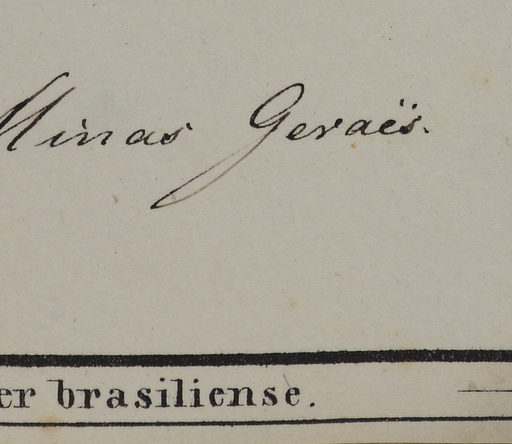 Minas Geraës.
er brasiliense.